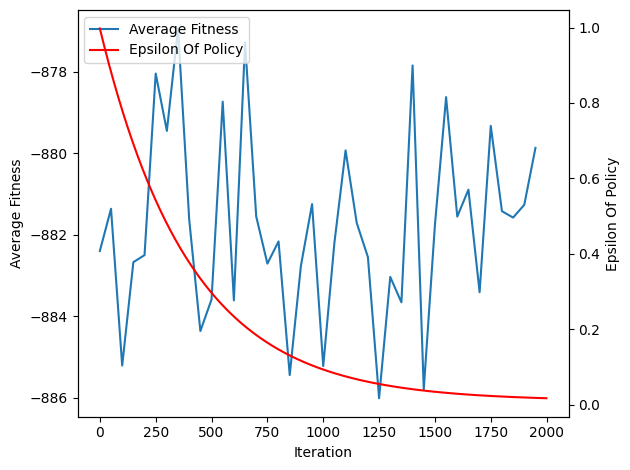 Average Fitness
Epsilon Of Policy
−878
−880
−882
−884
−886
Average Fitness
1.0
0.8
0.6
0.4
0.2
0.0
Epsilon Of Policy
0 250 500 750 1000 1250 1500 1750 2000
Iteration